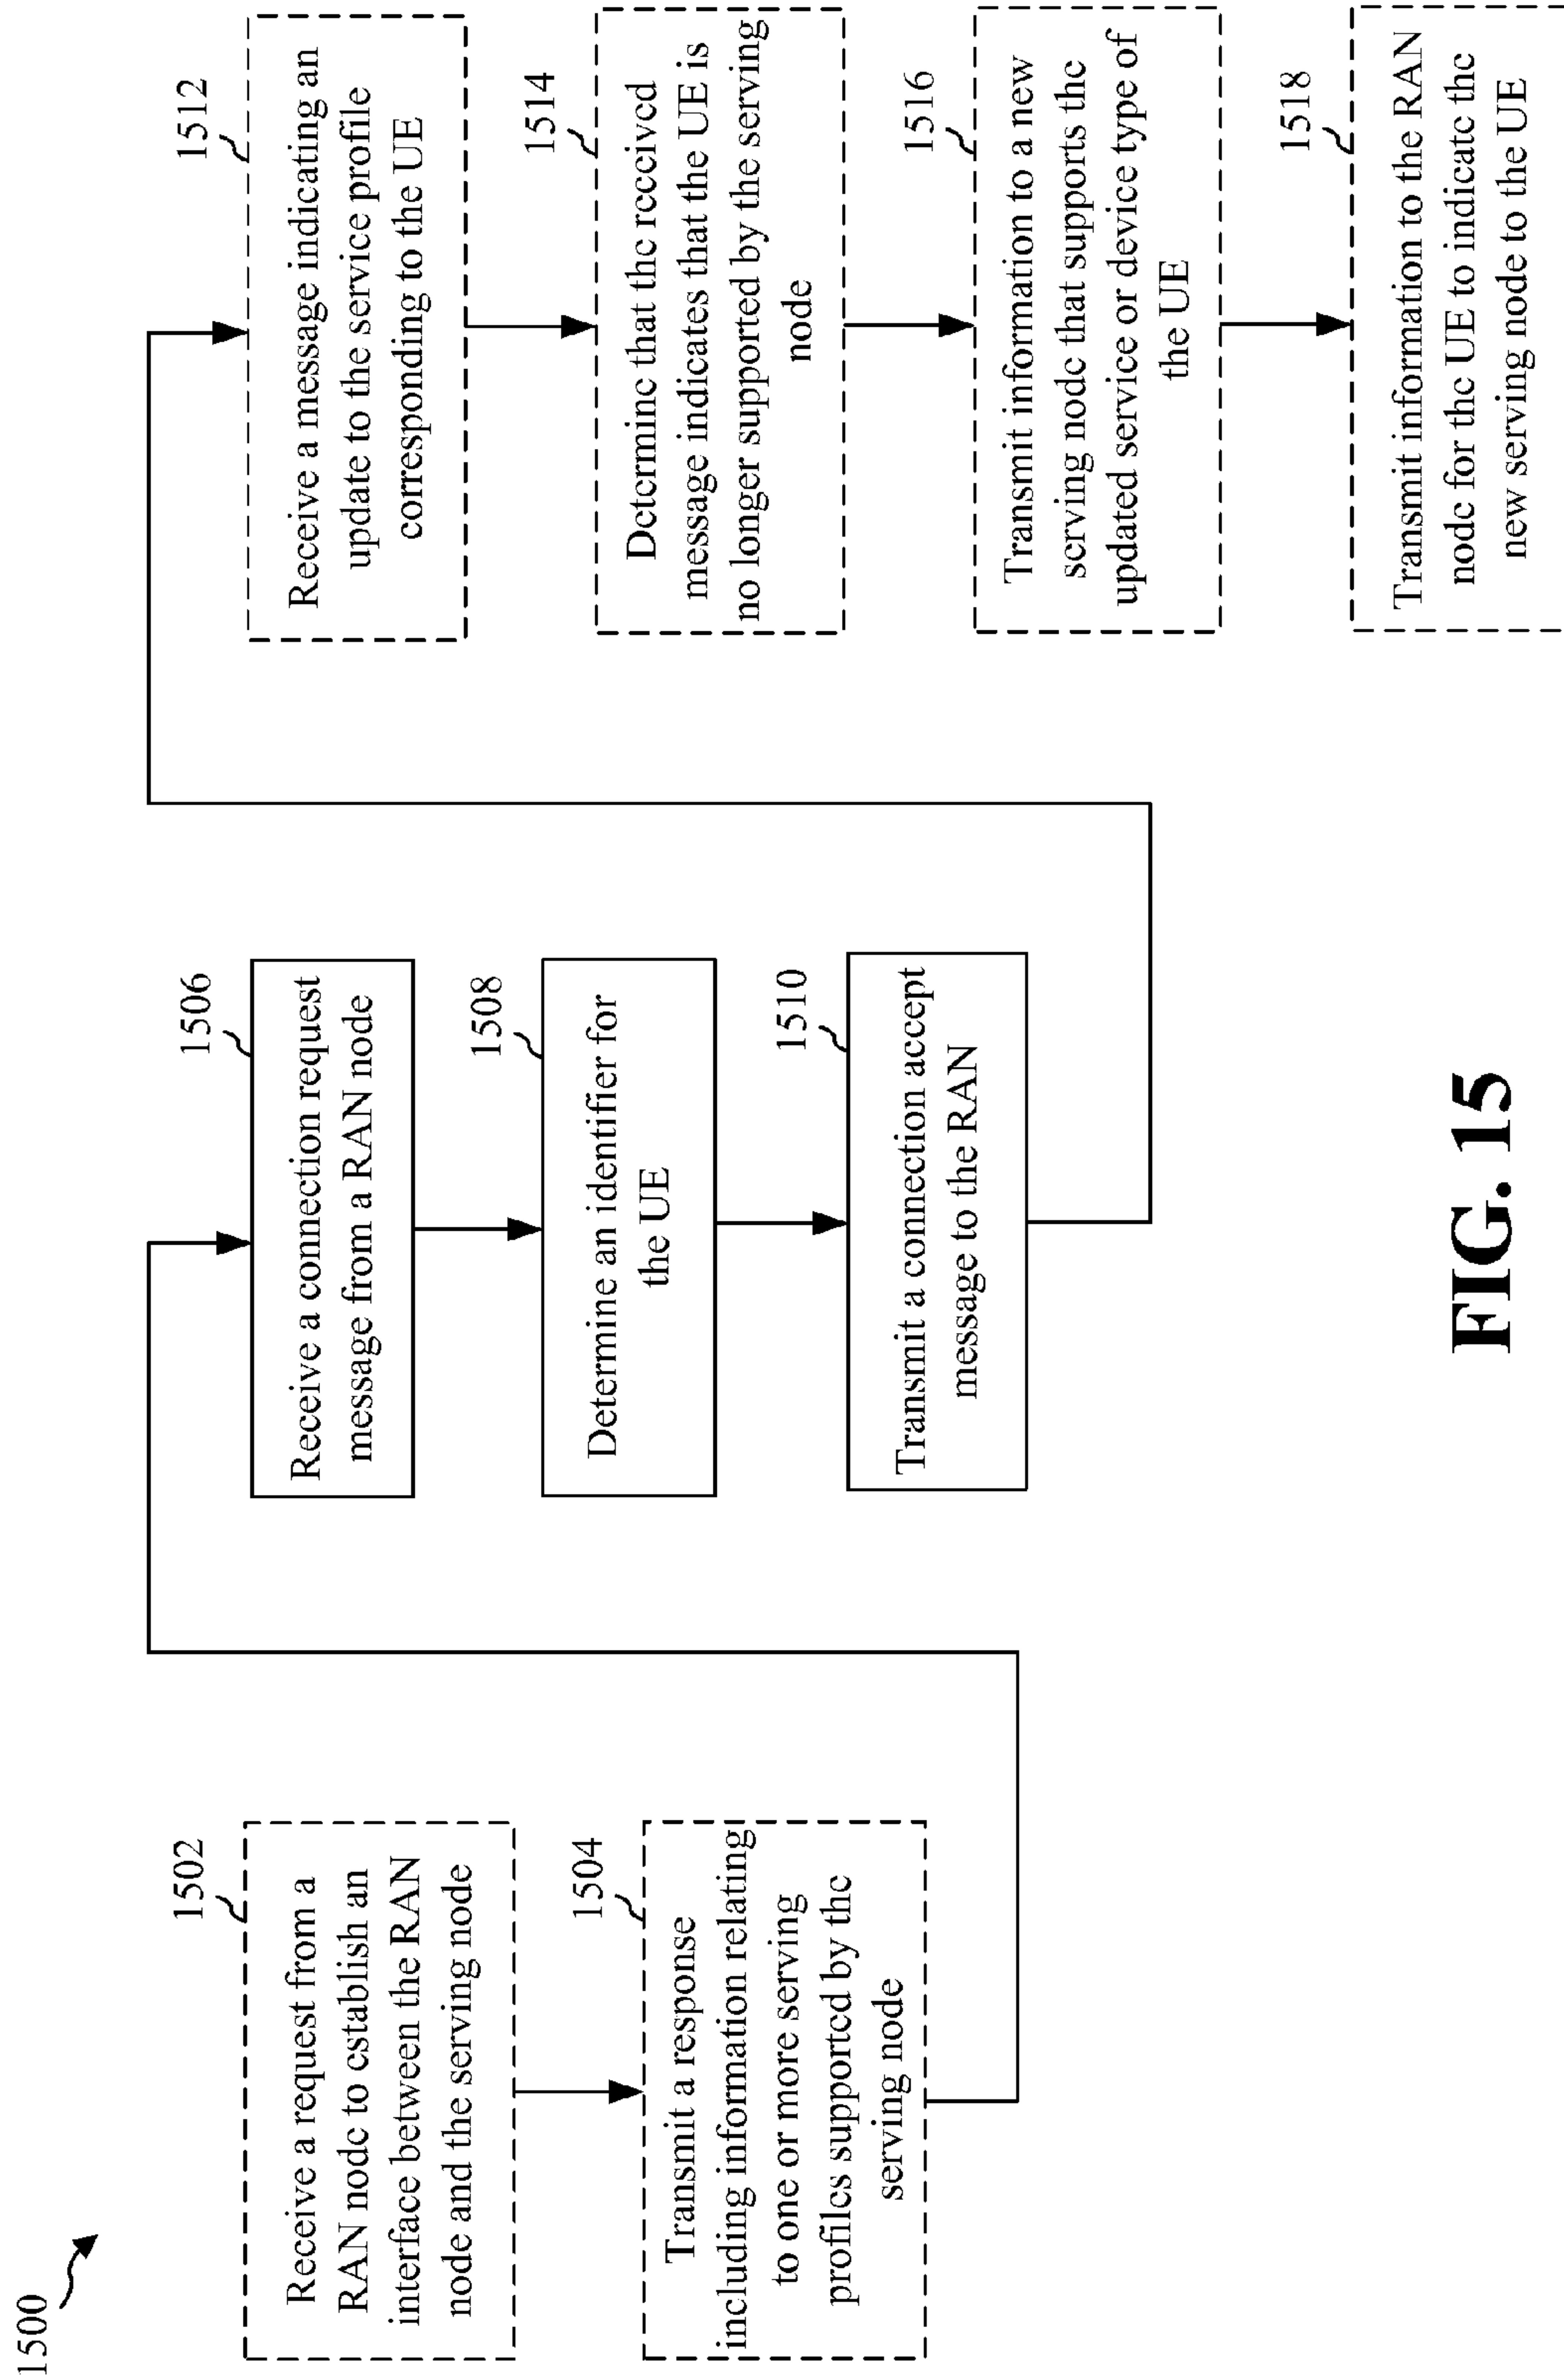 1500
1502
Receive a request from a
RAN node to establish an
interface between the RAN
node and the serving node
1504
Transmit a response
including information relating
to one or more serving
profiles supported by the
serving node
1506
Receive a connection request
message from a RAN node
1508
Determine an identifier for
the UE
1510
Transmit a connection accept
message to the RAN
1512
Receive a message indicating an
update to the service profile
corresponding to the UE
1514
Determine that the received
message indicates that the UE is
no longer supported by the serving
node
1516
Transmit information to a new
serving node that supports the
updated service or device type of
the UE
1518
Transmit information to the RAN
node for the UE to indicate the
new serving node to the UE
FIG. 15